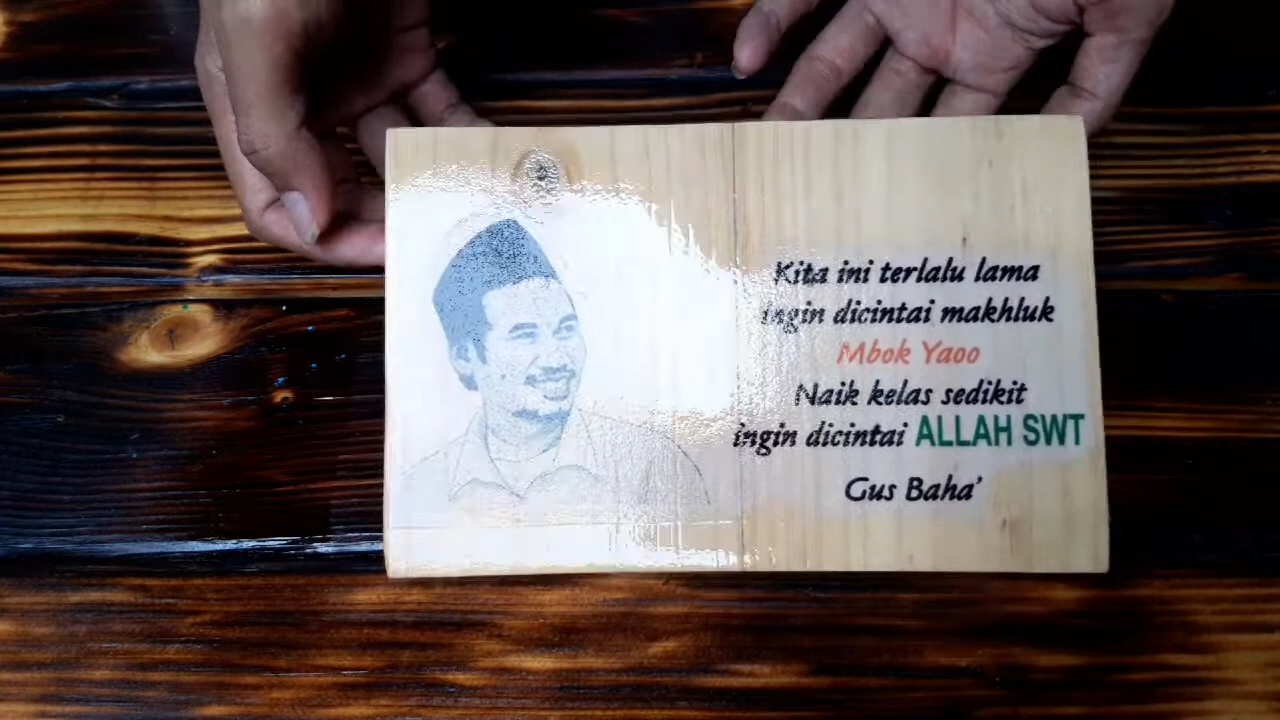 Kita ini terlalu lama
ingin dicintai makhluk
Mbok Yaoo
Naik kelas sedikit
ingin dicintai ALLAH SWT
Gus Baha'